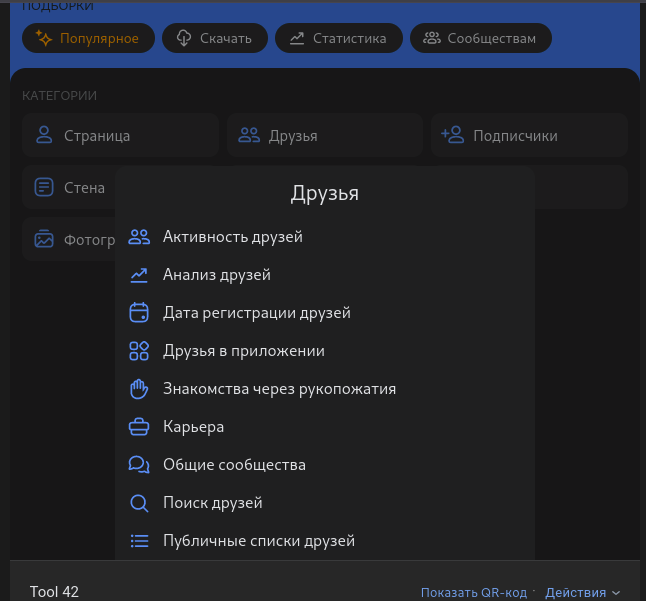 ПОДБОРКИ
Популярное Скачать Статистика Сообществам
КАТЕГОРИИ
Страница Друзья Подписчики
Стена
Фотогр
Друзья
Активность друзей
Анализ друзей
Дата регистрации друзей
Друзья в приложении
Знакомства через рукопожатия
Карьера
Общие сообщества
Поиск друзей
Публичные списки друзей
Tool 42 Показать QR-код · Действия